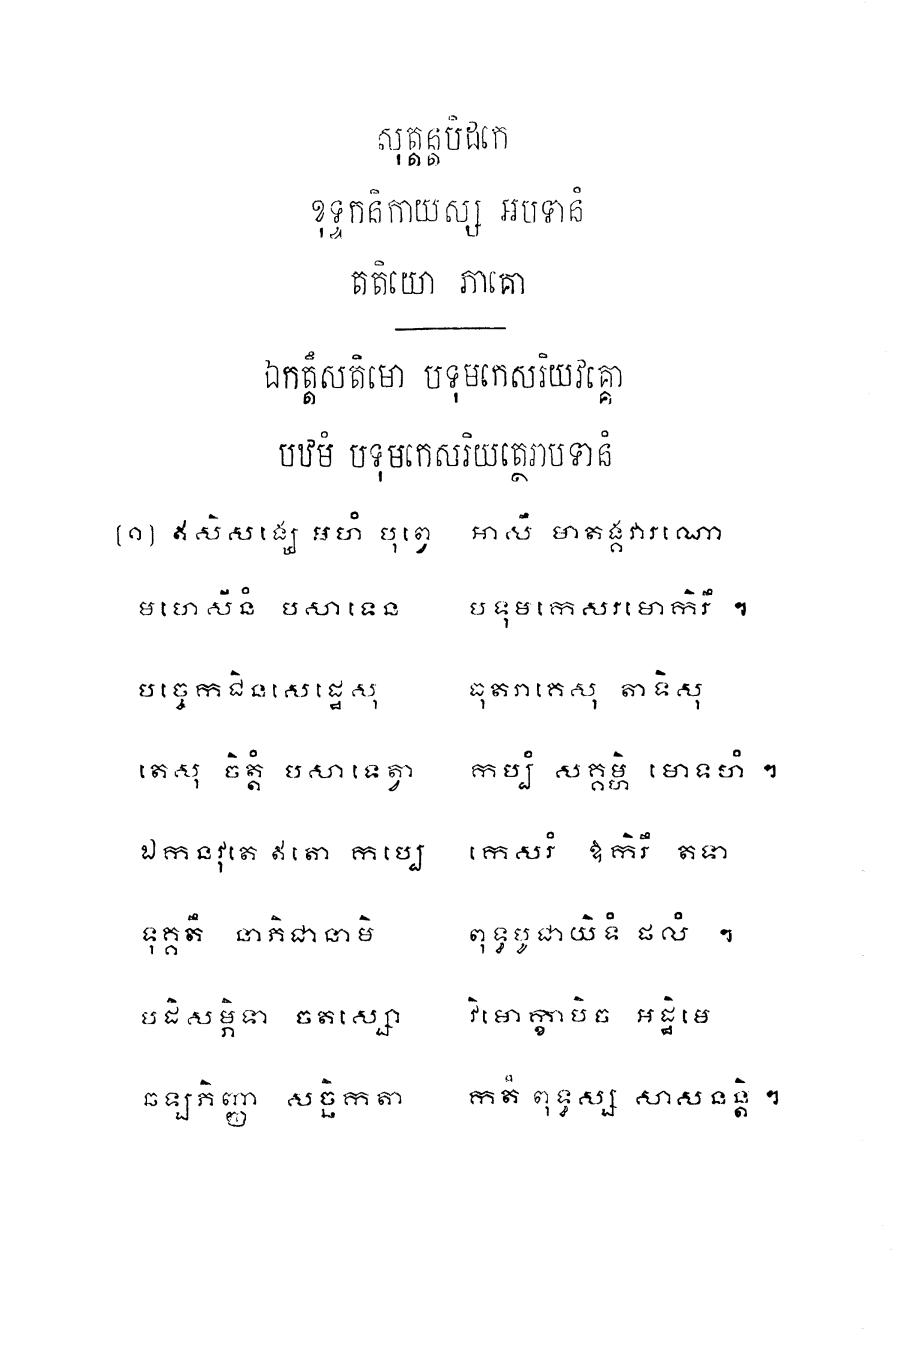 សុត្តន្តបិដកេ
ខុទ្ទកនិកាយស្ស អបទានំ
តតិយោ ភាគោ
ឯកត្តឹសតិមោ បទុមកេសរិយវគ្គោ
បឋមំ បទុមកេសរិយត្ថេរាបទានំ
(១) ឥសិសង្ឃេ អហំ បុព្វេ អាសឹ មាតង្គវារណោ
មហេសីនំ បសាទេន បទុមកេសរមោកិរឹ ។
បច្ចេកជិនសេដ្ឋេសុ ធុតរាគេសុ តាទិសុ
តេសុ ចិត្តំ បសាទេត្វា កប្បំ សគ្គម្ហិ មោទហំ ។
ឯកនវុតេ ឥតោ កប្បេ កេសរំ ឱកិរឹ តទា
ទុគ្គតឹ នាភិជានាមិ ពុទ្ធបូជាយិទំ ផលំ ។
បដិសម្ភិទា ចតស្សោ វិមោក្ខាបិច អដ្ឋិមេ
ឆឡ្បភិញ្ញា សច្ឆិកតា កតំ ពុទ្ធស្ស សាសនន្តិ ។